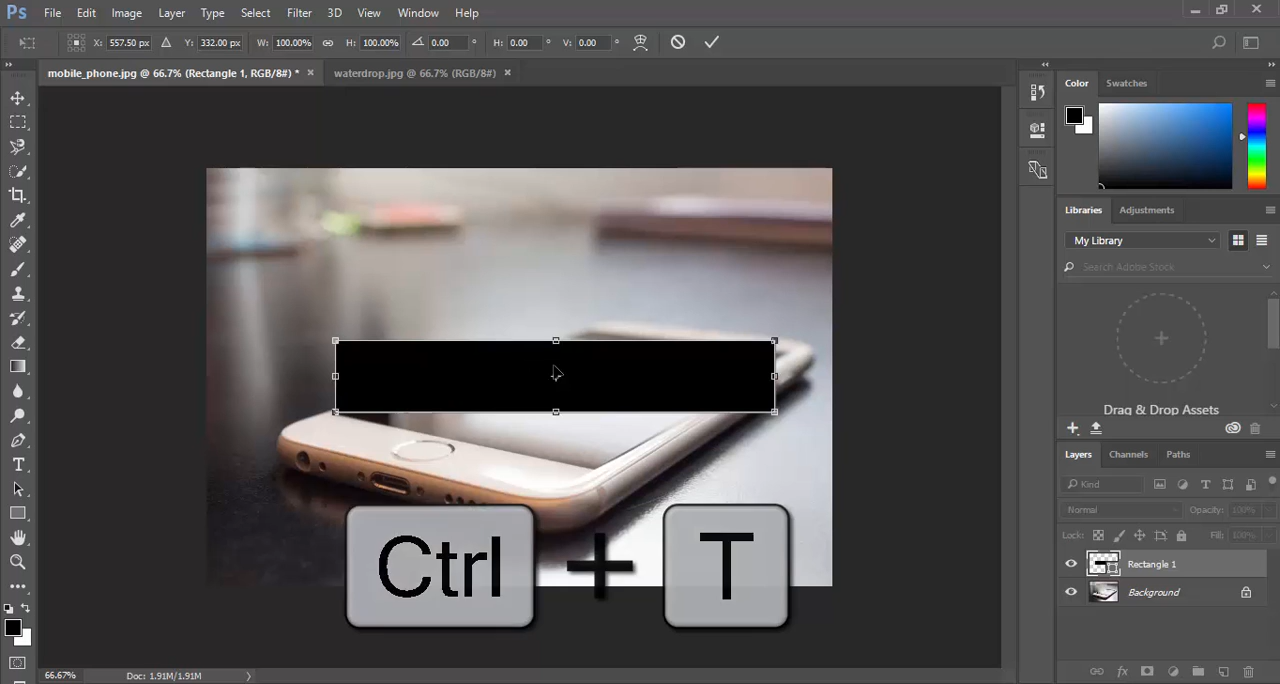 Ps File Edit Image Layer Type Select Filter 3D View Window Help
X: 557.50 px Y: 332.00 px W: 100.00% H: 100.00% 0.00 ° H: 0.00 ° V: 0.00 °
mobile_phone.jpg @ 66.7% (Rectangle 1, RGB/8#) * × waterdrop.jpg @ 66.7% (RGB/8#) ×
Color Swatches
Libraries Adjustments
My Library
Search Adobe Stock
Drag & Drop Assets
Layers Channels Paths
Kind
Normal Opacity: 100%
Lock: Fill: 100%
Rectangle 1
Background
Ctrl + T
66.67% Doc: 1.91M/1.91M